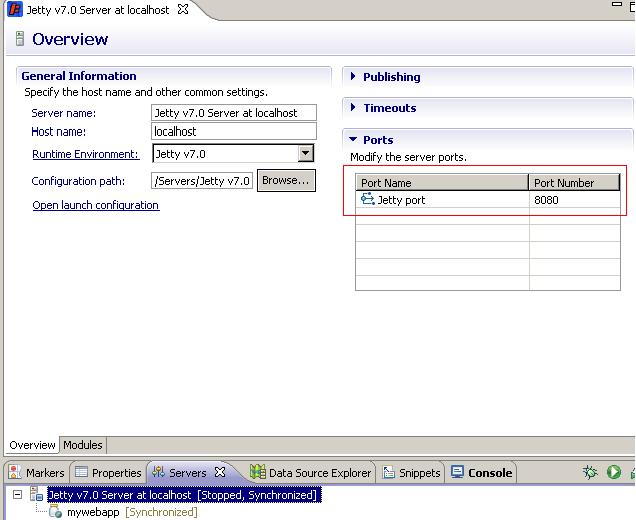 Jetty v7.0 Server at localhost
Overview
General Information
Specify the host name and other common settings.
Server name: Jetty v7.0 Server at localhost
Host name: localhost
Runtime Environment: Jetty v7.0
Configuration path: /Servers/Jetty v7.0 Browse...
Open launch configuration
Publishing
Timeouts
Ports
Modify the server ports.
Port Name Port Number
Jetty port 8080
Overview Modules
Markers Properties Servers Data Source Explorer Snippets Console
Jetty v7.0 Server at localhost [Stopped, Synchronized]
mywebapp [Synchronized]